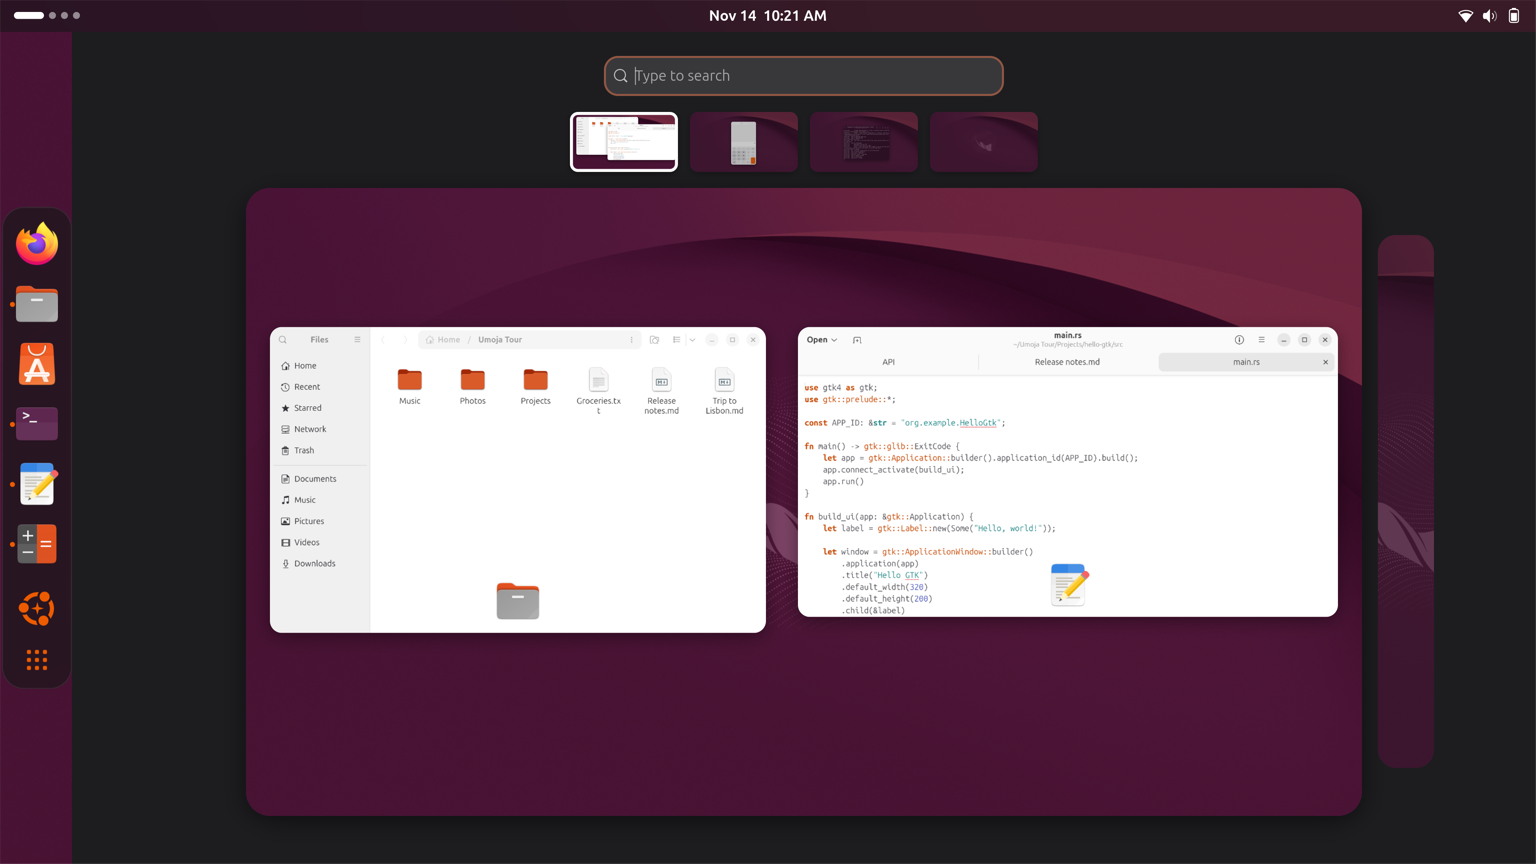 Nov 14 10:21 AM
Type to search
Files
Home / Umoja Tour
Home
Recent
Starred
Network
Trash
Documents
Music
Pictures
Videos
Downloads
Music
Photos
Projects
Groceries.tx
t
Release
notes.md
Trip to
Lisbon.md
Open
main.rs
~/Umoja Tour/Projects/hello-gtk/src
API
Release notes.md
main.rs
use gtk4 as gtk;
use gtk::prelude::*;
const APP_ID: &str = "org.example.HelloGtk";
fn main() -> gtk::glib::ExitCode {
let app = gtk::Application::builder().application_id(APP_ID).build();
app.connect_activate(build_ui);
app.run()
}
fn build_ui(app: &gtk::Application) {
let label = gtk::Label::new(Some("Hello, world!"));
let window = gtk::ApplicationWindow::builder()
.application(app)
.title("Hello GTK")
.default_width(320)
.default_height(200)
.child(&label)